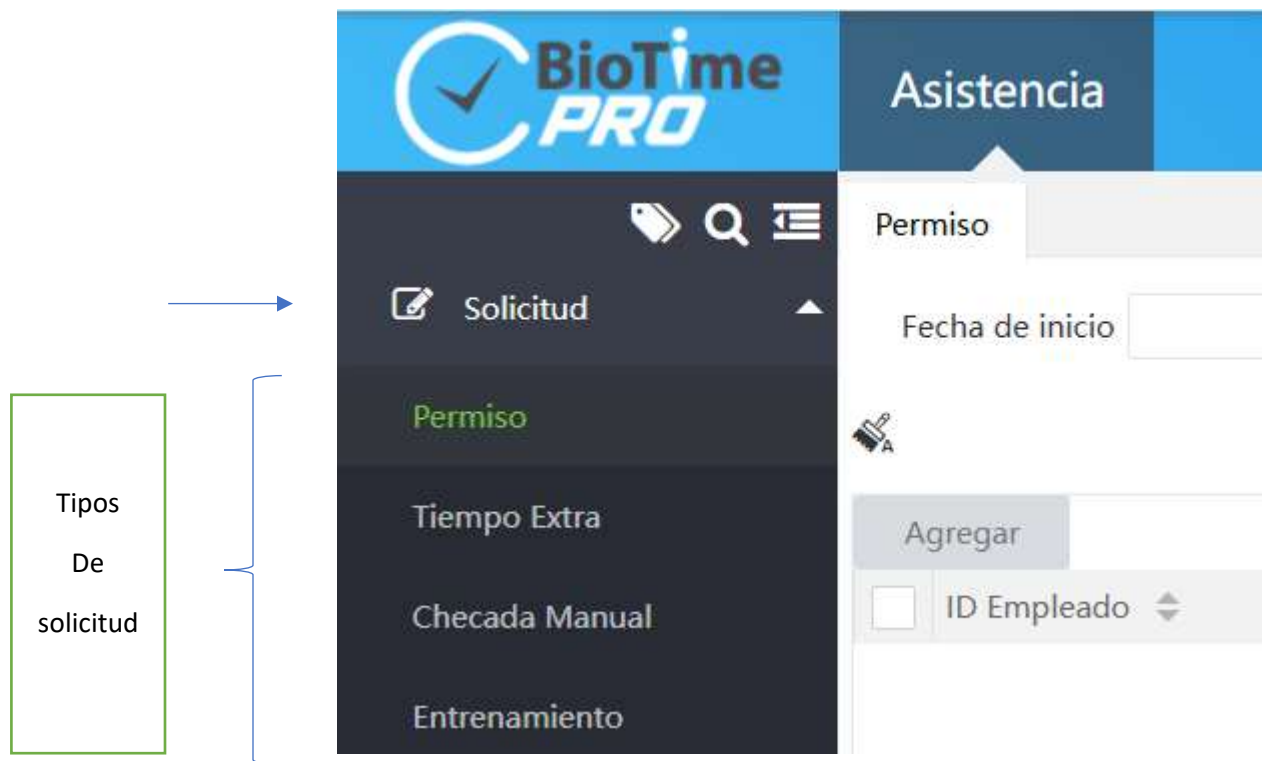 BioTime
PRO
Asistencia
Permiso
Solicitud
Fecha de inicio
Permiso
Tipos
De
solicitud
Tiempo Extra
Checada Manual
Entrenamiento
A
Agregar
ID Empleado